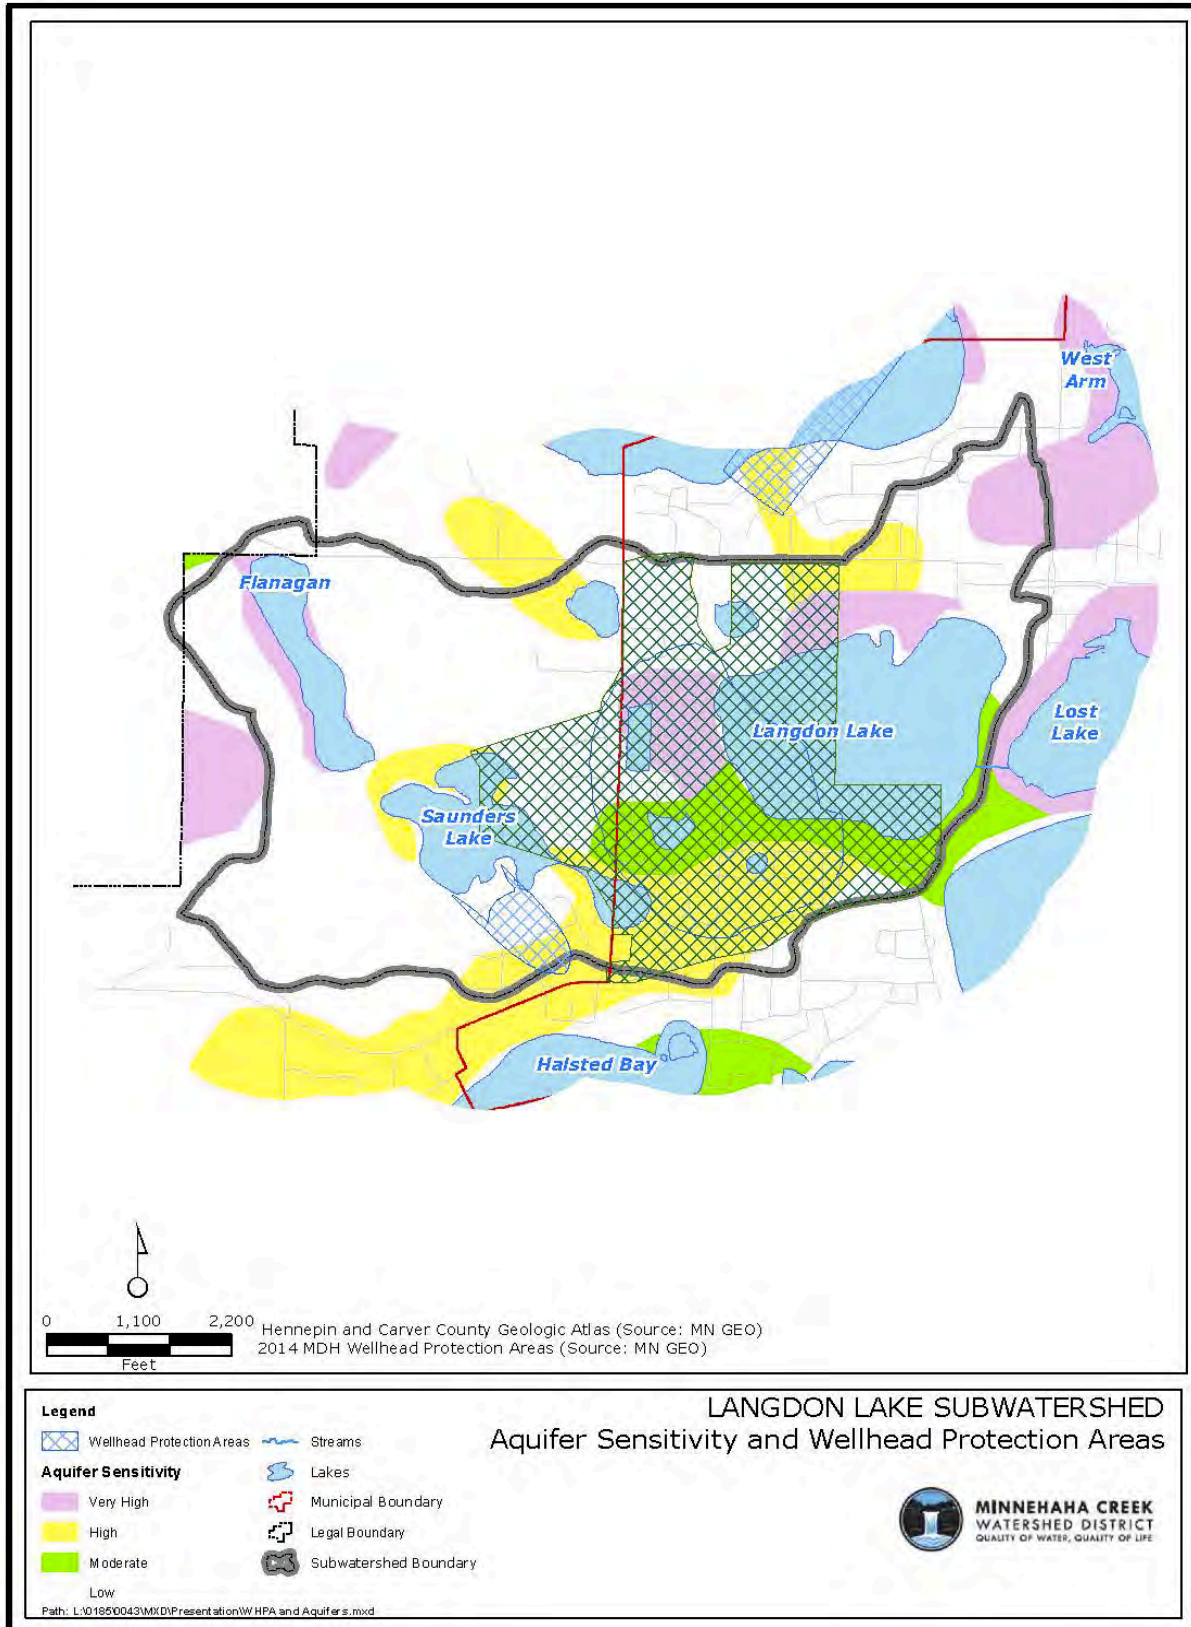 West
Arm
Flanagan
Langdon Lake
Lost
Lake
Saunders
Lake
Halsted Bay
0 1,100 2,200
Feet
Hennepin and Carver County Geologic Atlas (Source: MN GEO)
2014 MDH Wellhead Protection Areas (Source: MN GEO)
LANGDON LAKE SUBWATERSHED
Aquifer Sensitivity and Wellhead Protection Areas
Legend
Wellhead Protection Areas
Aquifer Sensitivity
Very High
High
Moderate
Low
Streams
Lakes
Municipal Boundary
Legal Boundary
Subwatershed Boundary
Path: L:\0185\0043\MXD\Presentation\WHPA and Aquifers.mxd
MINNEHAHA CREEK
WATERSHED DISTRICT
QUALITY OF WATER, QUALITY OF LIFE